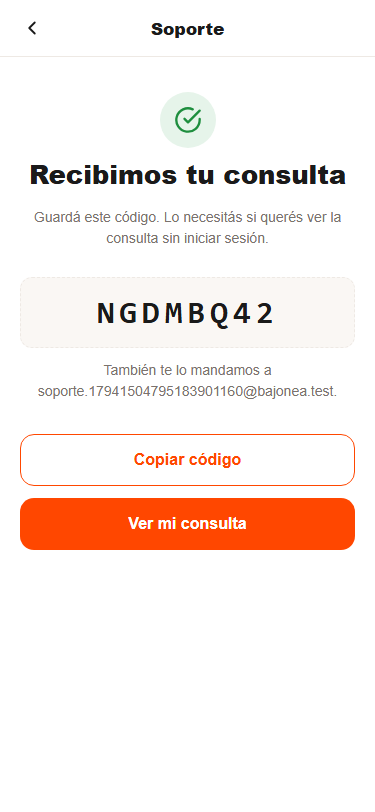 Soporte
Recibimos tu consulta
Guardá este código. Lo necesitás si querés ver la
consulta sin iniciar sesión.
NGDMBQ42
También te lo mandamos a
soporte.17941504795183901160@bajonea.test.
Copiar código
Ver mi consulta